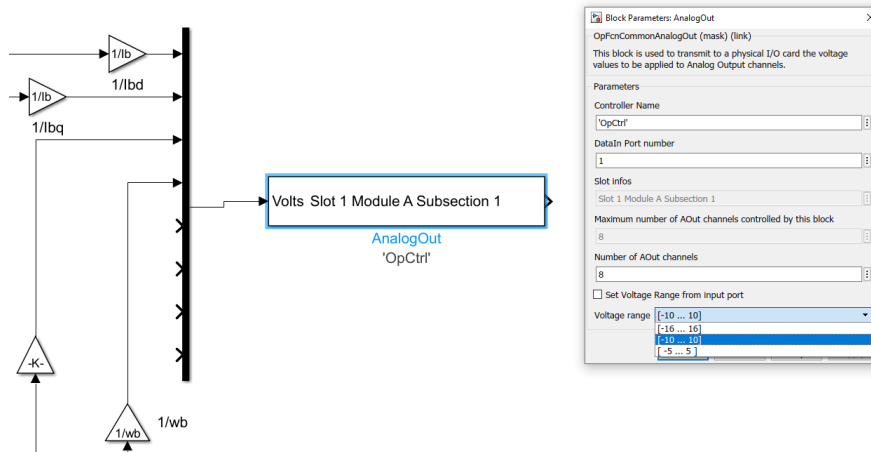 1/Ib
1/Ibd
1/Ib
1/Ibq
Volts Slot 1 Module A Subsection 1
AnalogOut
'OpCtrl'
-K-
1/wb
1/wb
Block Parameters: AnalogOut
OpFcnCommonAnalogOut (mask) (link)
This block is used to transmit to a physical I/O card the voltage
values to be applied to Analog Output channels.
Parameters
Controller Name
'OpCtrl'
DataIn Port number
1
Slot infos
Slot 1 Module A Subsection 1
Maximum number of AOut channels controlled by this block
8
Number of AOut channels
8
Set Voltage Range from input port
Voltage range [-10 ... 10]
[-16 ... 16]
[-10 ... 10]
[ -5 ... 5 ]